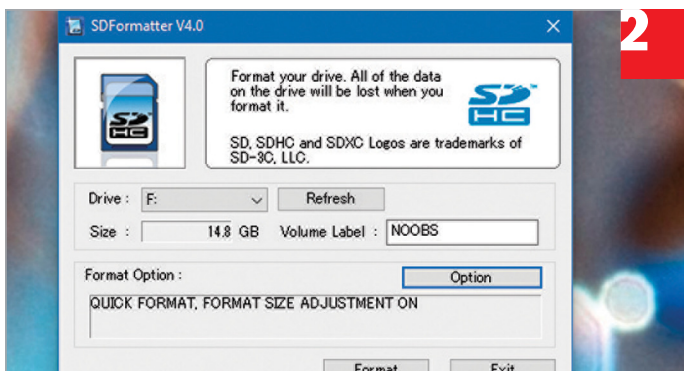 SDFormatter V4.0
2
Format your drive. All of the data
on the drive will be lost when you
format it.
SD, SDHC and SDXC Logos are trademarks of
SD-3C, LLC.
SD
HC
SD
HC
Drive : F: Refresh
Size : 14.8 GB Volume Label : NOOBS
Format Option : Option
QUICK FORMAT, FORMAT SIZE ADJUSTMENT ON
Format Exit